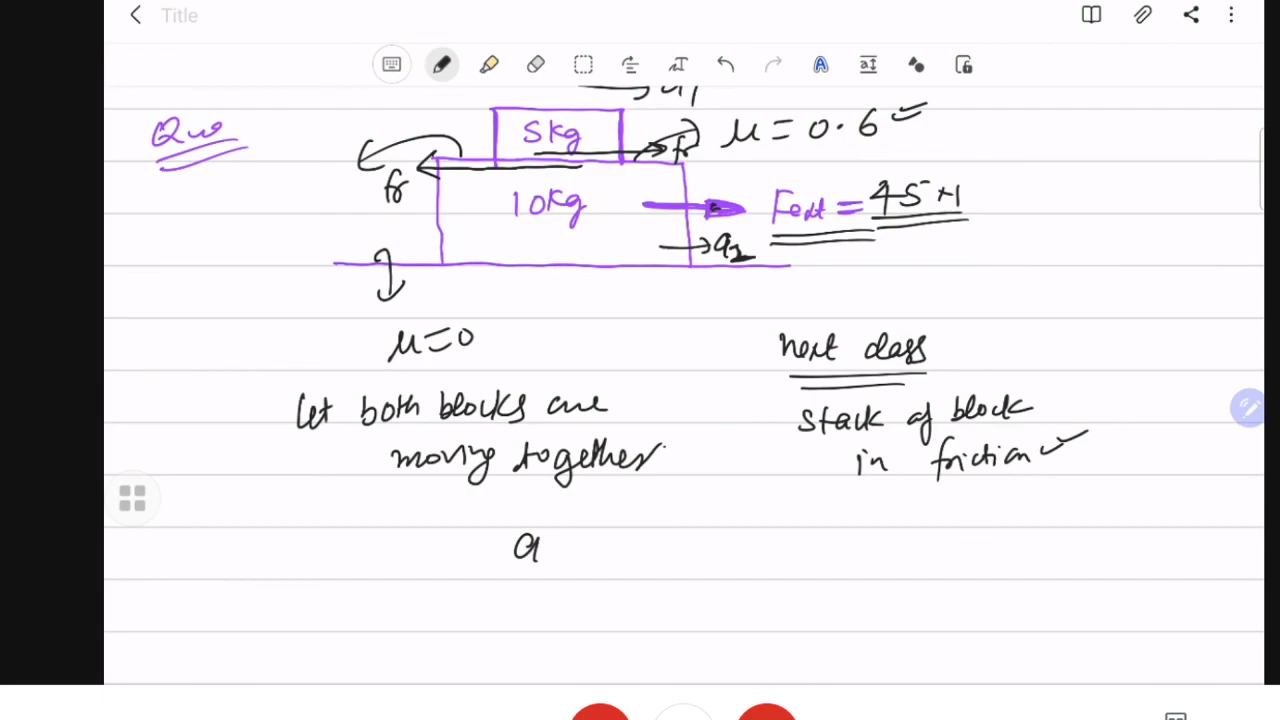 Title
Que
5kg
μ = 0.6
fr
fr
10kg
Fext = 45
a2
μ=0
next class
Let both blocks are
moving together
stack of block
in friction
a